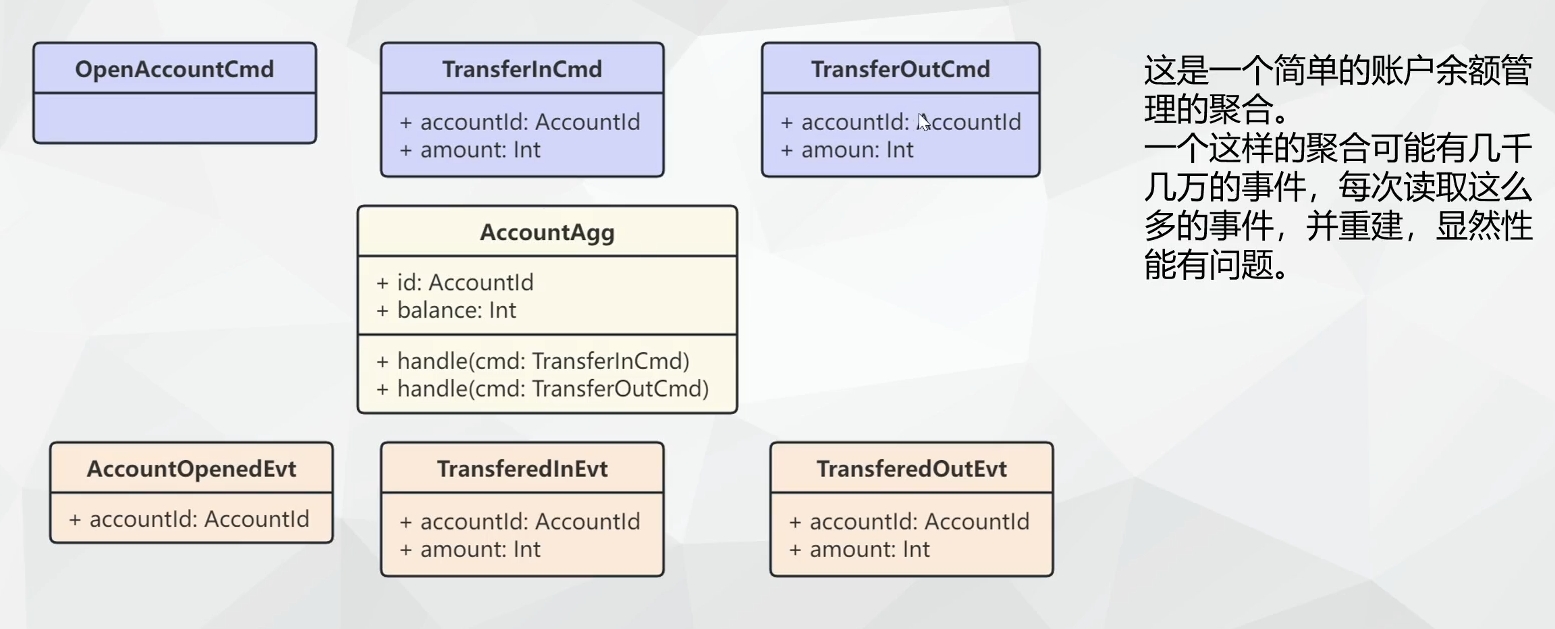 OpenAccountCmd
TransferInCmd
+ accountId: AccountId
+ amount: Int
TransferOutCmd
+ accountId: AccountId
+ amoun: Int
这是一个简单的账户余额管
理的聚合。
一个这样的聚合可能有几千
几万的事件，每次读取这么
多的事件，并重建，显然性
能有问题。
AccountAgg
+ id: AccountId
+ balance: Int
+ handle(cmd: TransferInCmd)
+ handle(cmd: TransferOutCmd)
AccountOpenedEvt
+ accountId: AccountId
TransferedInEvt
+ accountId: AccountId
+ amount: Int
TransferedOutEvt
+ accountId: AccountId
+ amount: Int